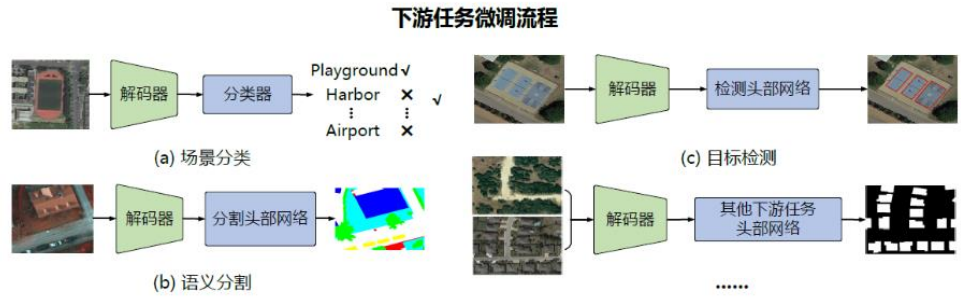 下游任务微调流程
解码器
分类器
Playground √
Harbor ×
⋮ ⋮
Airport ×
√
(a) 场景分类
解码器
检测头部网络
(c) 目标检测
解码器
分割头部网络
(b) 语义分割
解码器
其他下游任务
头部网络
……